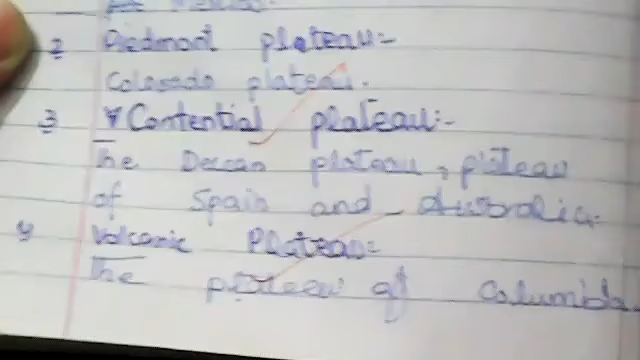 2 Piedmont plateau:-
Colorado plateau.
3 Contential plateau:-
The Deccan plateau, plateau
of Spain and Australia.
4 Volcanic Plateau:-
The plateau of Columbia.